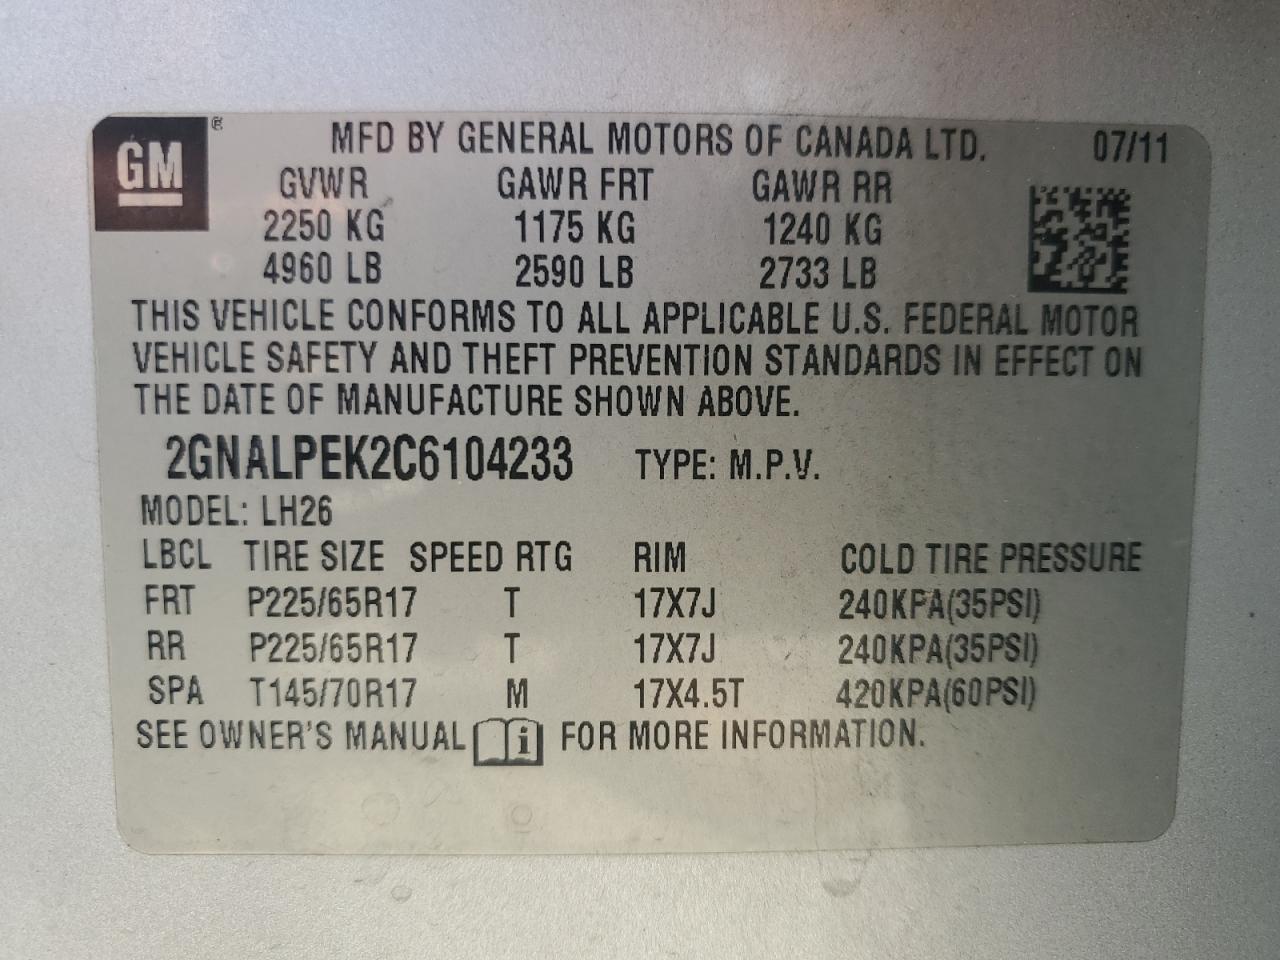 GM ® MFD BY GENERAL MOTORS OF CANADA LTD. 07/11
GVWR GAWR FRT GAWR RR
2250 KG 1175 KG 1240 KG
4960 LB 2590 LB 2733 LB
THIS VEHICLE CONFORMS TO ALL APPLICABLE U.S. FEDERAL MOTOR
VEHICLE SAFETY AND THEFT PREVENTION STANDARDS IN EFFECT ON
THE DATE OF MANUFACTURE SHOWN ABOVE.
2GNALPEK2C6104233 TYPE: M.P.V.
MODEL: LH26
LBCL TIRE SIZE SPEED RTG RIM COLD TIRE PRESSURE
FRT P225/65R17 T 17X7J 240KPA(35PSI)
RR P225/65R17 T 17X7J 240KPA(35PSI)
SPA T145/70R17 M 17X4.5T 420KPA(60PSI)
SEE OWNER'S MANUAL i FOR MORE INFORMATION.